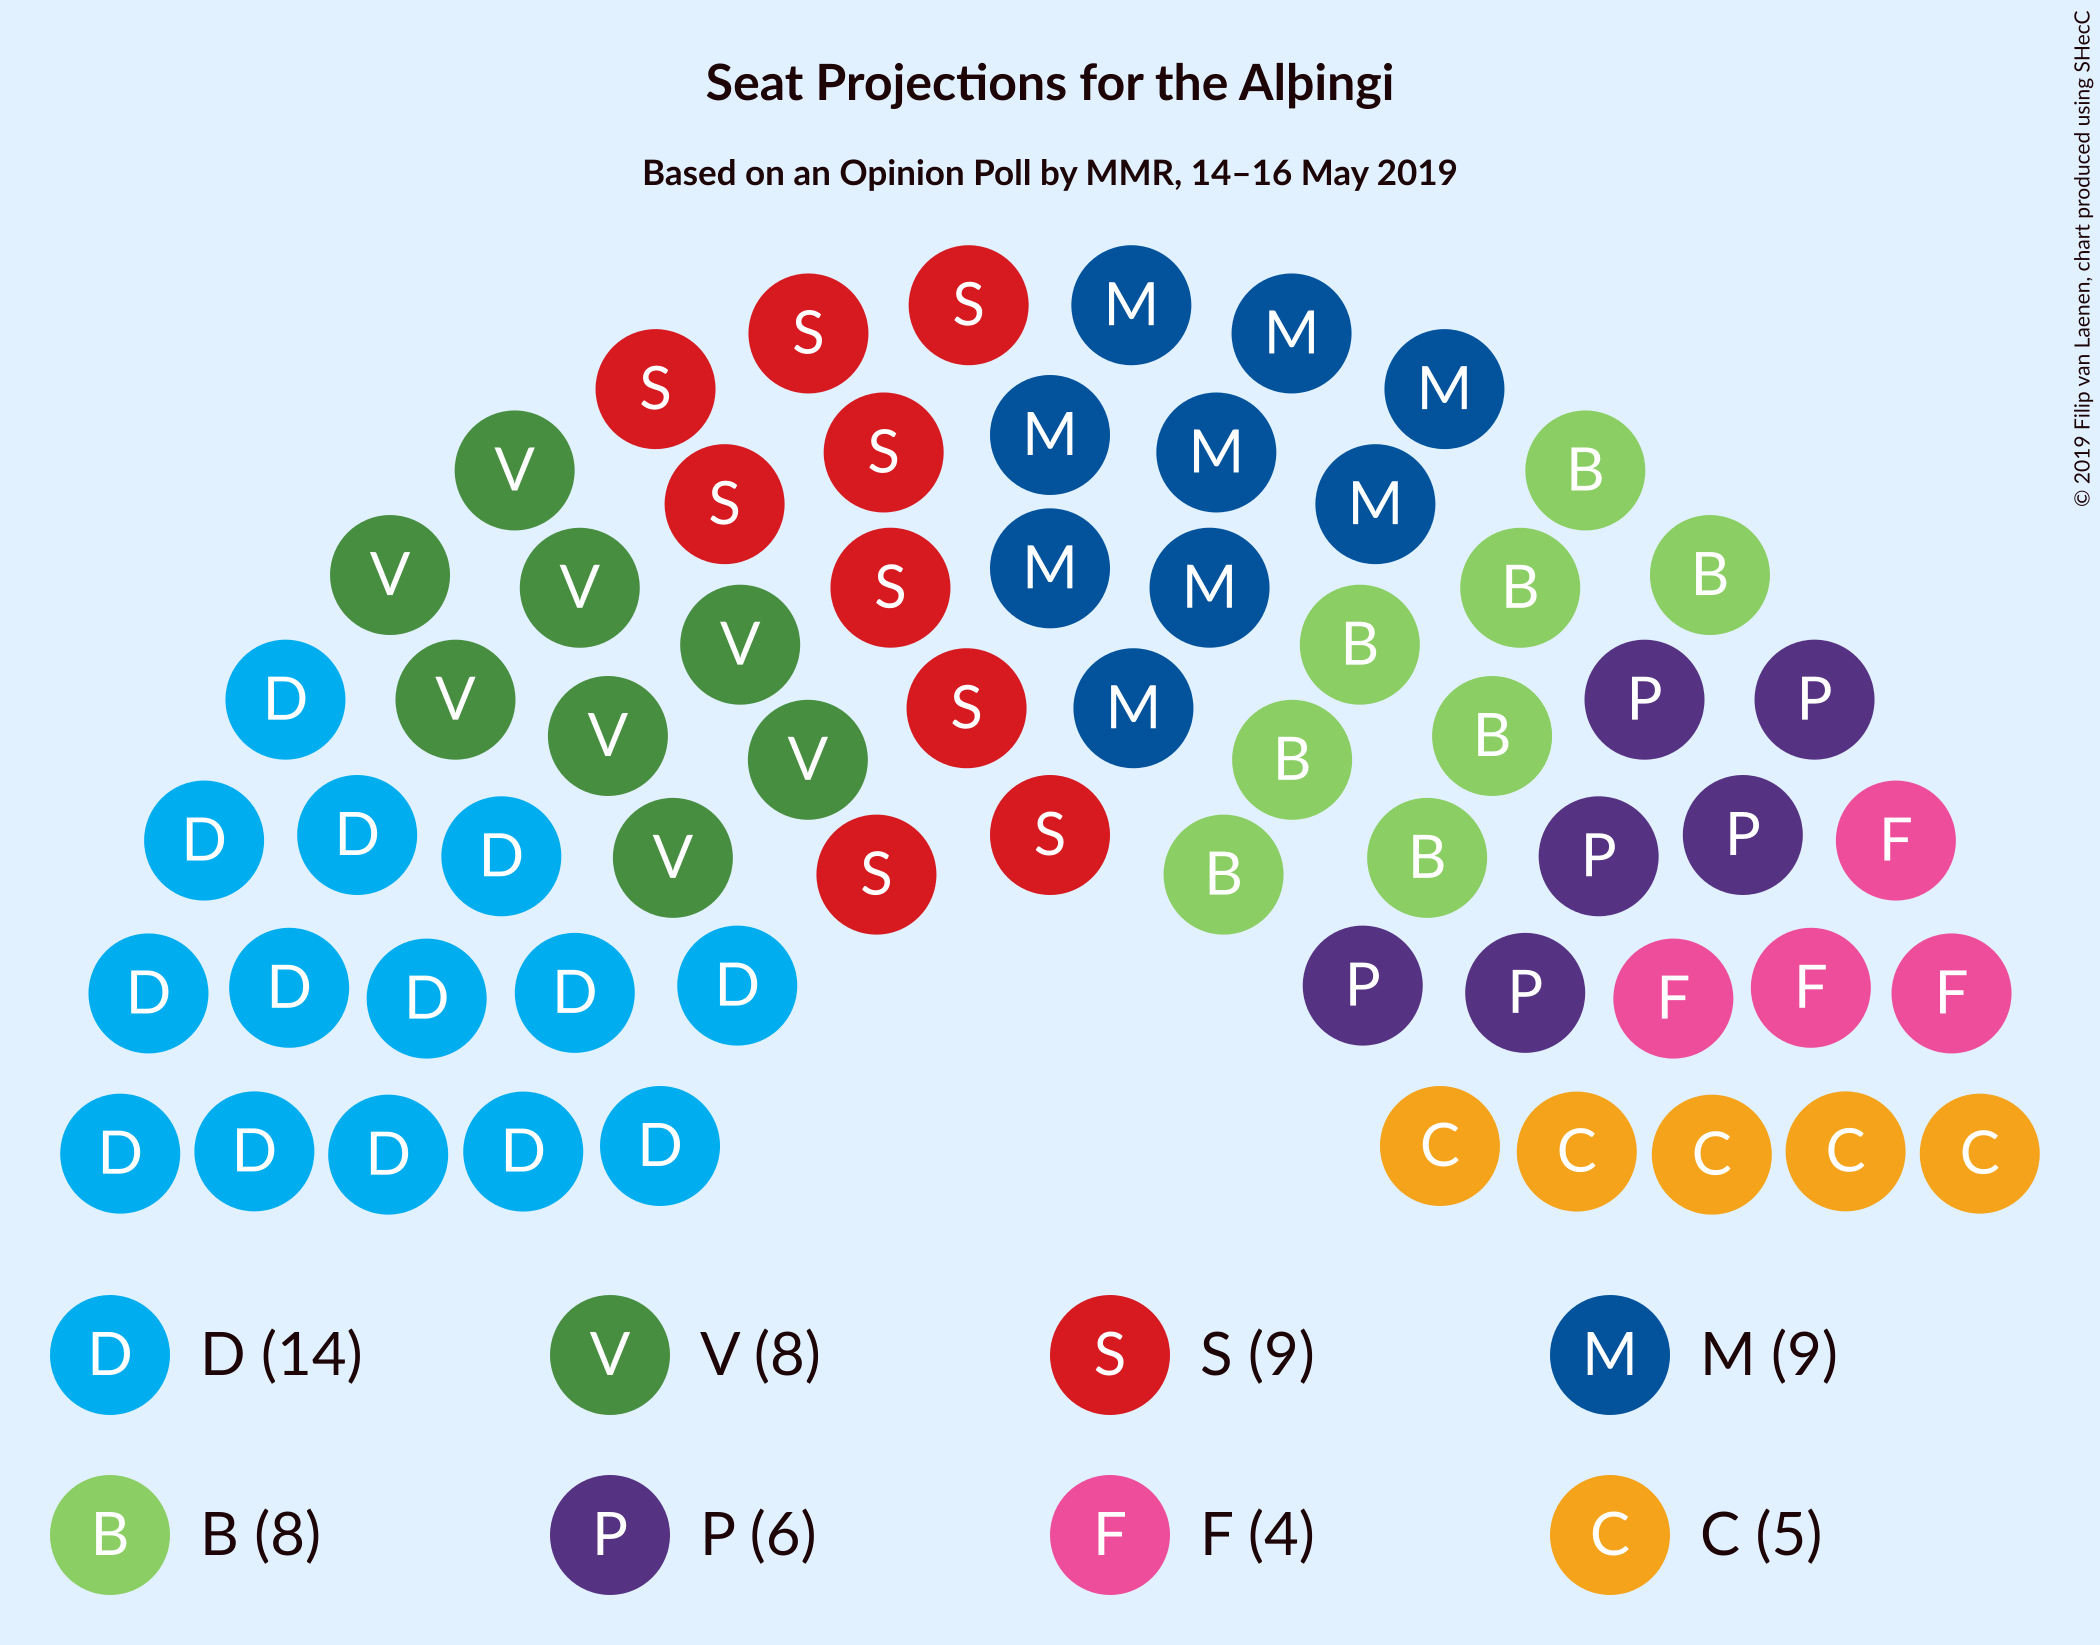 Seat Projections for the Alþingi
Based on an Opinion Poll by MMR, 14–16 May 2019
© 2019 Filip van Laenen, chart produced using SHecC
S S M M
S M
S M M
V S M B
S
V V S M M B B
V B
D V S M P P
V V B B
D D D V S S B B P P F
D D D D D P P F F F
D D D D D C C C C C
D D (14) V V (8) S S (9) M M (9)
B B (8) P P (6) F F (4) C C (5)